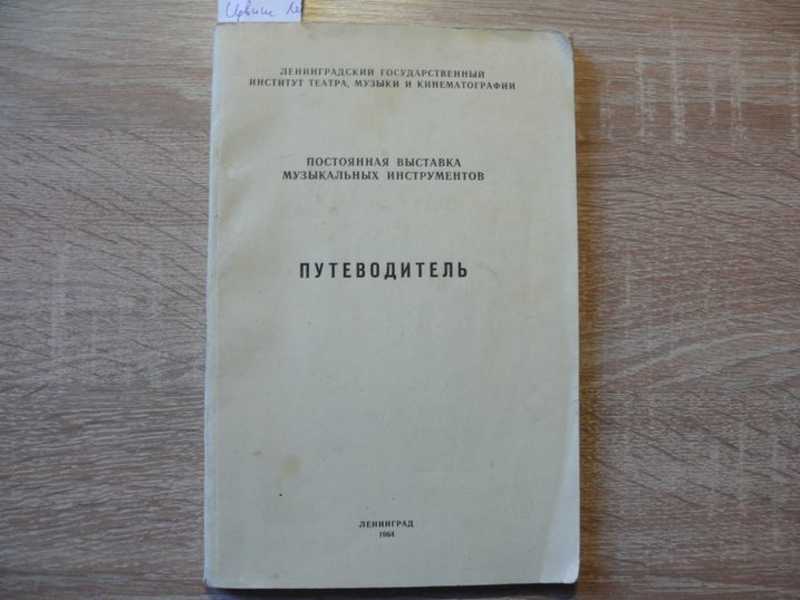 ЛЕНИНГРАДСКИЙ ГОСУДАРСТВЕННЫЙ
ИНСТИТУТ ТЕАТРА, МУЗЫКИ И КИНЕМАТОГРАФИИ
ПОСТОЯННАЯ ВЫСТАВКА
МУЗЫКАЛЬНЫХ ИНСТРУМЕНТОВ
ПУТЕВОДИТЕЛЬ
ЛЕНИНГРАД
1964